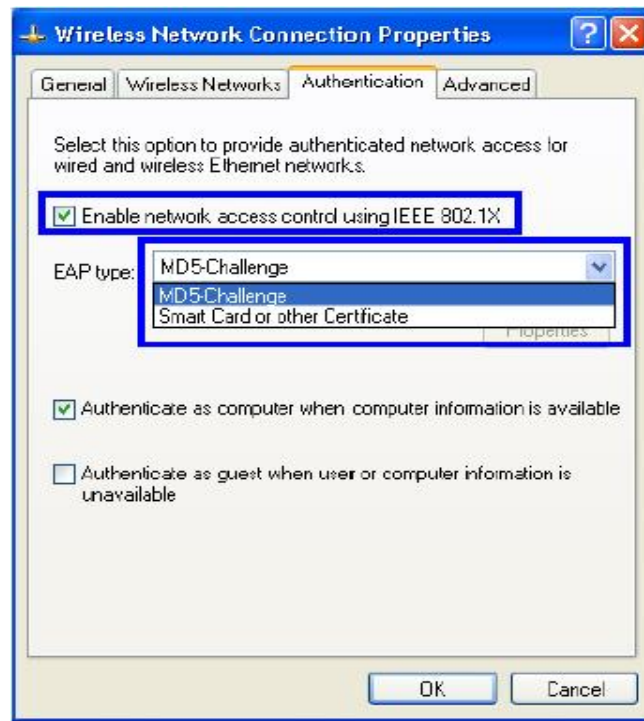 Wireless Network Connection Properties
General Wireless Networks Authentication Advanced
Select this option to provide authenticated network access for
wired and wireless Ethernet networks.
Enable network access control using IEEE 802.1X
EAP type: MD5-Challenge
MD5-Challenge
Smart Card or other Certificate
Properties
Authenticate as computer when computer information is available
Authenticate as guest when user or computer information is
unavailable
OK Cancel